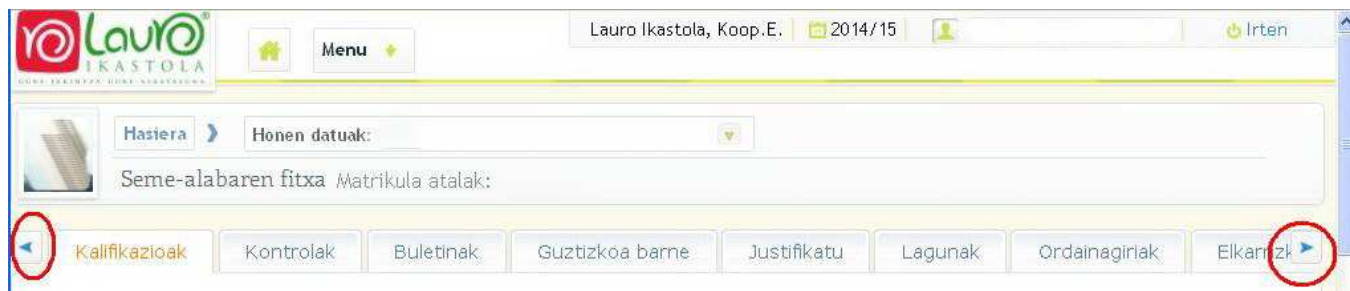 Lauro
IKASTOLA
Menu
Lauro Ikastola, Koop.E.
2014/15
Irten
Hasiera
Honen datuak:
Seme-alabaren fitxa Matrikula atalak:
Kalifikazioak
Kontrolak
Buletinak
Guztizkoa barne
Justifikatu
Lagunak
Ordainagiriak